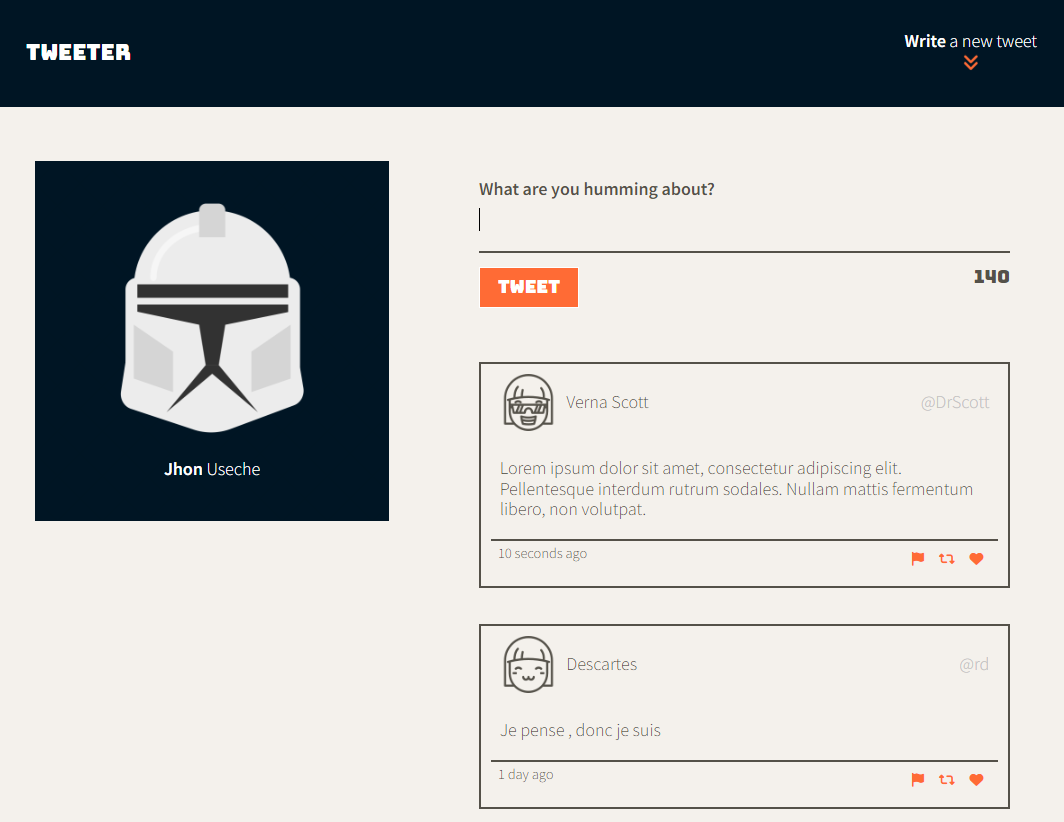 TWEETER
Write a new tweet
Jhon Useche
What are you humming about?
TWEET
140
Verna Scott
@DrScott
Lorem ipsum dolor sit amet, consectetur adipiscing elit.
Pellentesque interdum rutrum sodales. Nullam mattis fermentum
libero, non volutpat.
10 seconds ago
Descartes
@rd
Je pense , donc je suis
1 day ago